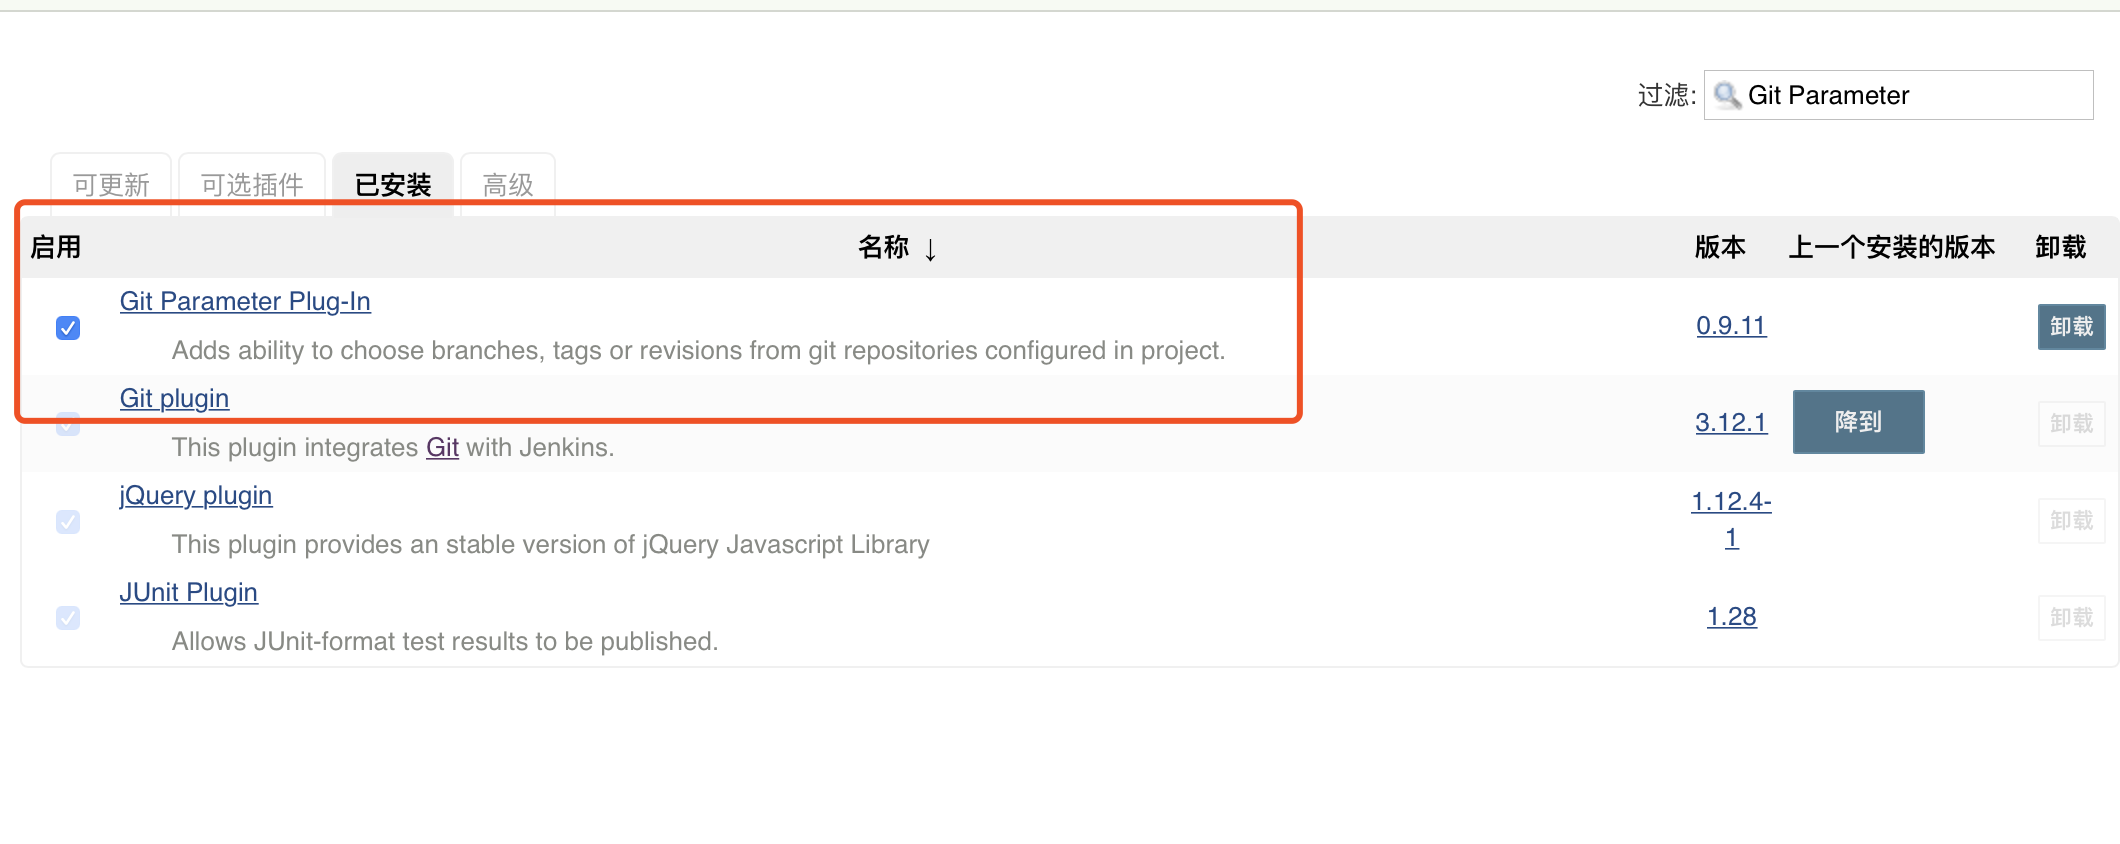 过滤: Git Parameter
可更新 可选插件 已安装 高级
启用 名称 ↓ 版本 上一个安装的版本 卸载
Git Parameter Plug-In
Adds ability to choose branches, tags or revisions from git repositories configured in project.
0.9.11 卸载
Git plugin
This plugin integrates Git with Jenkins.
3.12.1 降到 卸载
jQuery plugin
This plugin provides an stable version of jQuery Javascript Library
1.12.4-
1
卸载
JUnit Plugin
Allows JUnit-format test results to be published.
1.28 卸载